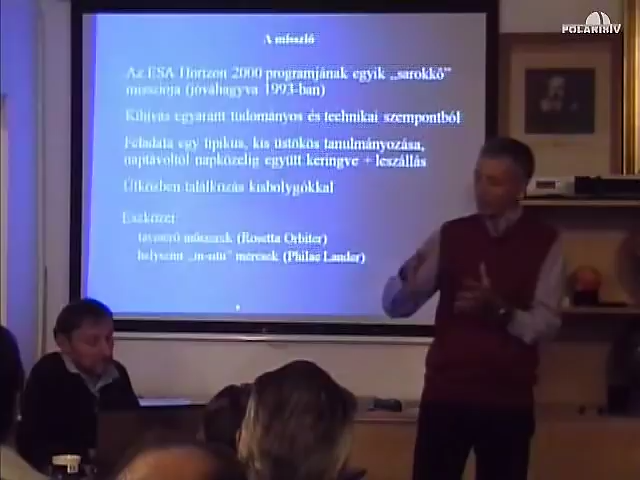 POLARIHÍV
A misszió
Az ESA Horizon 2000 programjának egyik „sarokkő”
missziója (jóváhagyva 1993-ban)
Kihívás egyaránt tudományos és technikai szempontból
Feladata egy tipikus, kis üstökös tanulmányozása,
naptávoltól napközelig együtt keringve + leszállás
Útközben találkozás kisbolygókkal
Eszközei:
távmérő műszerek (Rosetta Orbiter)
helyszíni „in-situ” mérések (Philae Lander)